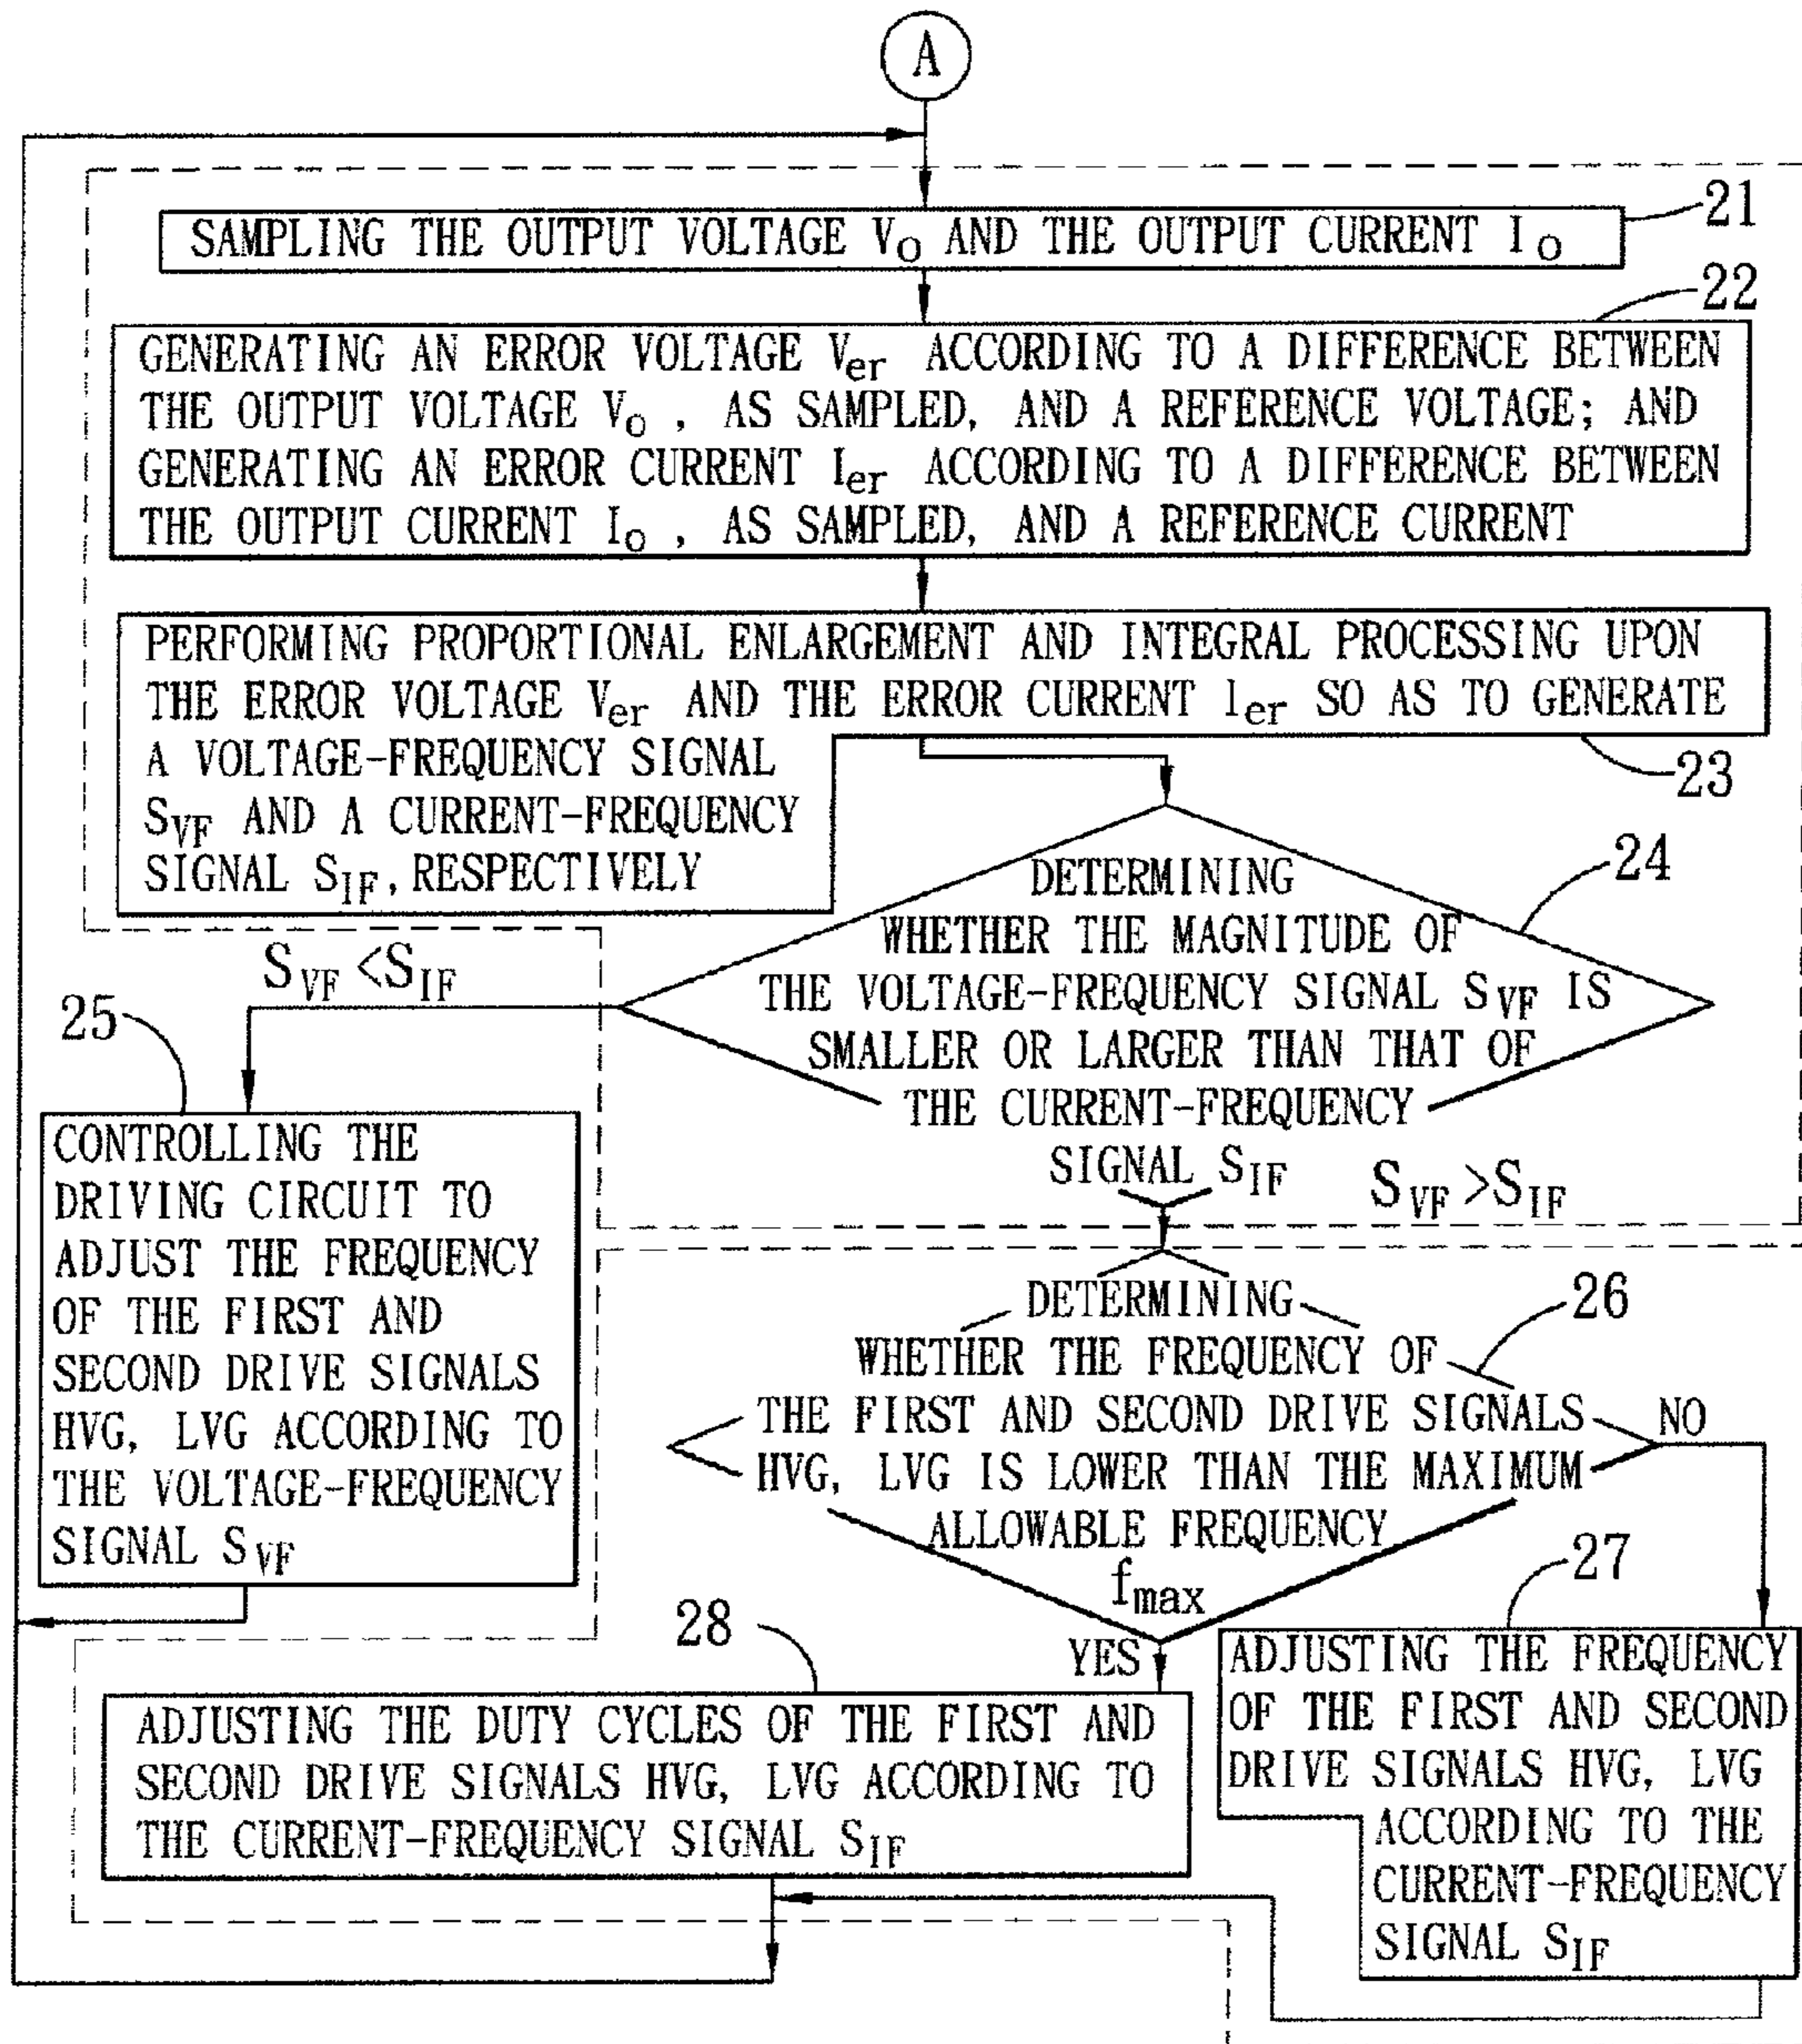 A
21
SAMPLING THE OUTPUT VOLTAGE VO AND THE OUTPUT CURRENT IO
22
GENERATING AN ERROR VOLTAGE Ver ACCORDING TO A DIFFERENCE BETWEEN
THE OUTPUT VOLTAGE VO , AS SAMPLED, AND A REFERENCE VOLTAGE; AND
GENERATING AN ERROR CURRENT Ier ACCORDING TO A DIFFERENCE BETWEEN
THE OUTPUT CURRENT IO , AS SAMPLED, AND A REFERENCE CURRENT
PERFORMING PROPORTIONAL ENLARGEMENT AND INTEGRAL PROCESSING UPON
THE ERROR VOLTAGE Ver AND THE ERROR CURRENT Ier SO AS TO GENERATE
A VOLTAGE-FREQUENCY SIGNAL
SVF AND A CURRENT-FREQUENCY
SIGNAL SIF, RESPECTIVELY
23
24
DETERMINING
WHETHER THE MAGNITUDE OF
THE VOLTAGE-FREQUENCY SIGNAL SVF IS
SMALLER OR LARGER THAN THAT OF
THE CURRENT-FREQUENCY
SIGNAL SIF
SVF <SIF
SVF >SIF
25
CONTROLLING THE
DRIVING CIRCUIT TO
ADJUST THE FREQUENCY
OF THE FIRST AND
SECOND DRIVE SIGNALS
HVG, LVG ACCORDING TO
THE VOLTAGE-FREQUENCY
SIGNAL SVF
26
DETERMINING
WHETHER THE FREQUENCY OF
THE FIRST AND SECOND DRIVE SIGNALS
HVG, LVG IS LOWER THAN THE MAXIMUM
ALLOWABLE FREQUENCY
fmax
NO
YES
27
ADJUSTING THE FREQUENCY
OF THE FIRST AND SECOND
DRIVE SIGNALS HVG, LVG
ACCORDING TO THE
CURRENT-FREQUENCY
SIGNAL SIF
28
ADJUSTING THE DUTY CYCLES OF THE FIRST AND
SECOND DRIVE SIGNALS HVG, LVG ACCORDING TO
THE CURRENT-FREQUENCY SIGNAL SIF